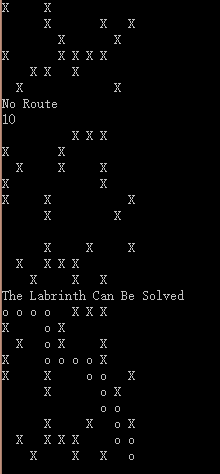 X     X
      X       X   X
        X       X
X       X X X X
    X X   X
  X             X
No Route
10
          X X X
X       X
  X     X     X
X             X
X     X           X
      X         X

      X     X     X
  X   X X X
    X     X   X
The Labrinth Can Be Solved
o o o o   X X X
X     o X
  X   o X     X
X     o o o o X
X     X     o o   X
      X       o X
              o o
      X     X   o X
  X   X X X     o o
    X     X   X   o